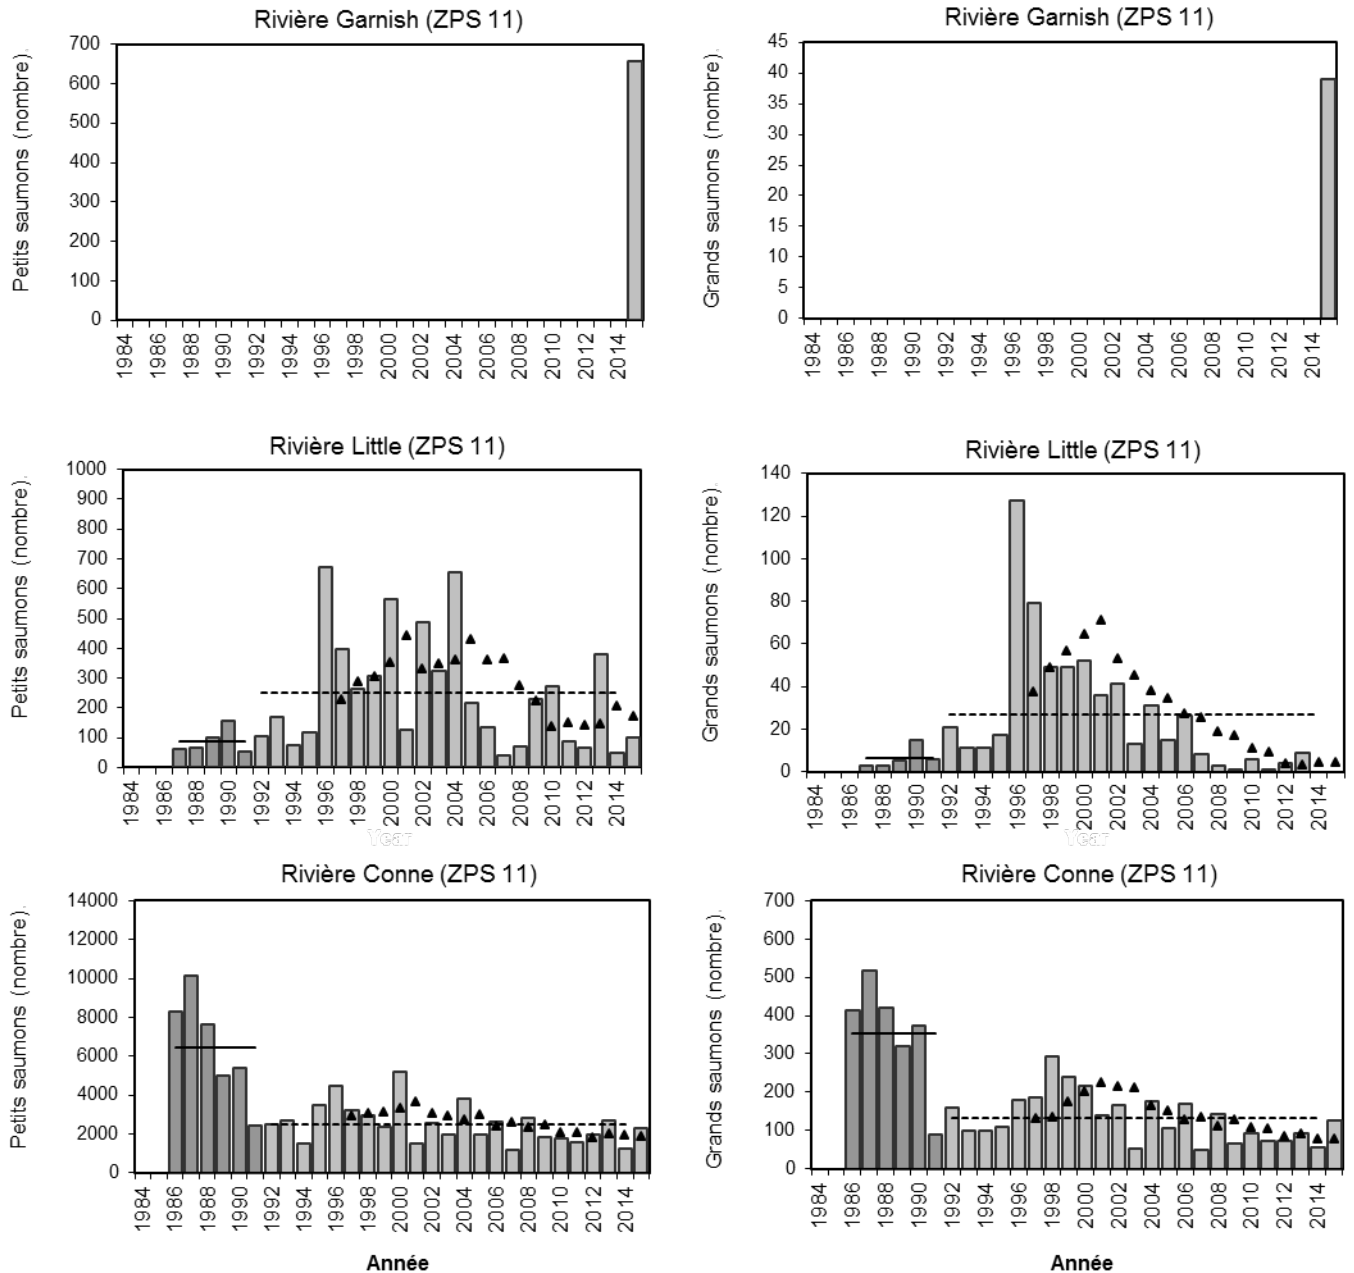 Rivière Garnish (ZPS 11)
Petits saumons (nombre).
700
600
500
400
300
200
100
0
1984 1986 1988 1990 1992 1994 1996 1998 2000 2002 2004 2006 2008 2010 2012 2014
Rivière Garnish (ZPS 11)
Grands saumons (nombre).
45
40
35
30
25
20
15
10
5
0
1984 1986 1988 1990 1992 1994 1996 1998 2000 2002 2004 2006 2008 2010 2012 2014
Rivière Little (ZPS 11)
Petits saumons (nombre).
1000
900
800
700
600
500
400
300
200
100
0
1984 1986 1988 1990 1992 1994 1996 1998 2000 2002 2004 2006 2008 2010 2012 2014
Year
Rivière Little (ZPS 11)
Grands saumons (nombre).
140
120
100
80
60
40
20
0
1984 1986 1988 1990 1992 1994 1996 1998 2000 2002 2004 2006 2008 2010 2012 2014
Year
Rivière Conne (ZPS 11)
Petits saumons (nombre).
14000
12000
10000
8000
6000
4000
2000
0
1984 1986 1988 1990 1992 1994 1996 1998 2000 2002 2004 2006 2008 2010 2012 2014
Année
Rivière Conne (ZPS 11)
Grands saumons (nombre).
700
600
500
400
300
200
100
0
1984 1986 1988 1990 1992 1994 1996 1998 2000 2002 2004 2006 2008 2010 2012 2014
Année